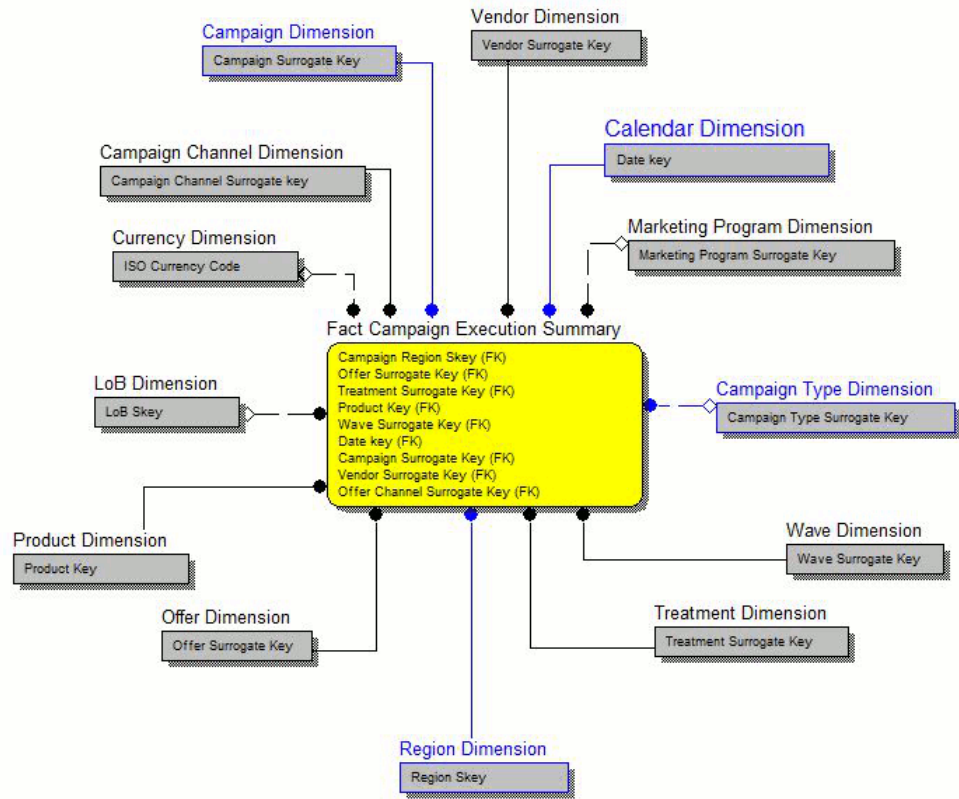 Vendor Dimension
Vendor Surrogate Key
Campaign Dimension
Campaign Surrogate Key
Calendar Dimension
Date key
Campaign Channel Dimension
Campaign Channel Surrogate key
Marketing Program Dimension
Marketing Program Surrogate Key
Currency Dimension
ISO Currency Code
Fact Campaign Execution Summary
Campaign Region Skey (FK)
Offer Surrogate Key (FK)
Treatment Surrogate Key (FK)
Product Key (FK)
Wave Surrogate Key (FK)
Date key (FK)
Campaign Surrogate Key (FK)
Vendor Surrogate Key (FK)
Offer Channel Surrogate Key (FK)
LoB Dimension
LoB Skey
Campaign Type Dimension
Campaign Type Surrogate Key
Product Dimension
Product Key
Wave Dimension
Wave Surrogate Key
Offer Dimension
Offer Surrogate Key
Treatment Dimension
Treatment Surrogate Key
Region Dimension
Region Skey